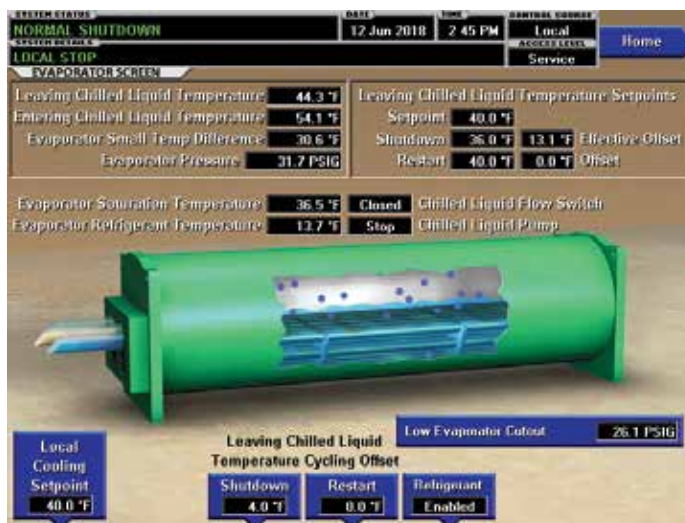 SYSTEM STATUS
NORMAL SHUTDOWN
DATE
12 Jun 2018
TIME
2 45 PM
CONTROL SOURCE
Local
Home
SYSTEM DETAILS
LOCAL STOP
ACCESS LEVEL
Service
EVAPORATOR SCREEN
Leaving Chilled Liquid Temperature 44.3 °F
Entering Chilled Liquid Temperature 54.1 °F
Evaporator Small Temp Difference 30.6 °F
Evaporator Pressure 31.7 PSIG
Leaving Chilled Liquid Temperature Setpoints
Setpoint 40.0 °F
Shutdown 36.0 °F 13.1 °F Effective Offset
Restart 40.0 °F 0.0 °F Offset
Evaporator Saturation Temperature 36.5 °F Closed Chilled Liquid Flow Switch
Evaporator Refrigerant Temperature 13.7 °F Stop Chilled Liquid Pump
Low Evaporator Cutout 26.1 PSIG
Local Cooling Setpoint
40.0 °F
Leaving Chilled Liquid
Temperature Cycling Offset
Shutdown
4.0 °F
Restart
0.0 °F
Refrigerant
Enabled